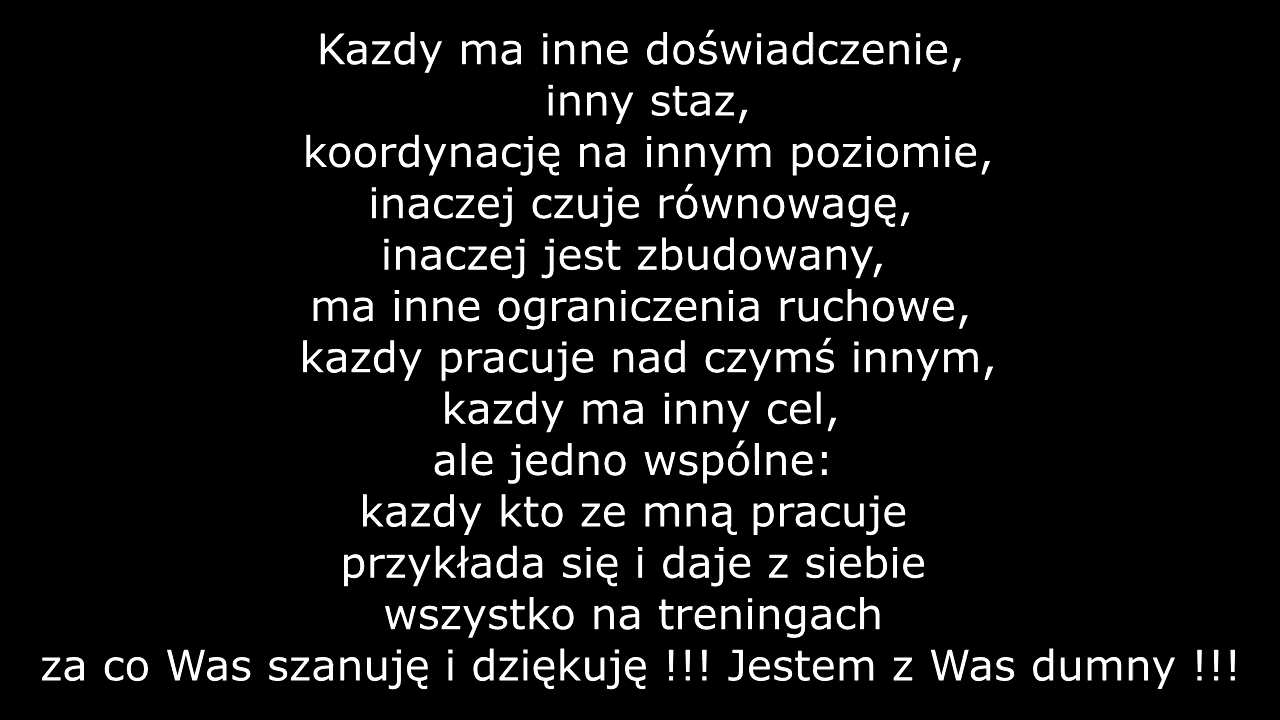 Kazdy ma inne doświadczenie,
inny staz,
koordynację na innym poziomie,
inaczej czuje równowagę,
inaczej jest zbudowany,
ma inne ograniczenia ruchowe,
kazdy pracuje nad czymś innym,
kazdy ma inny cel,
ale jedno wspólne:
kazdy kto ze mną pracuje
przykłada się i daje z siebie
wszystko na treningach
za co Was szanuję i dziękuję !!! Jestem z Was dumny !!!